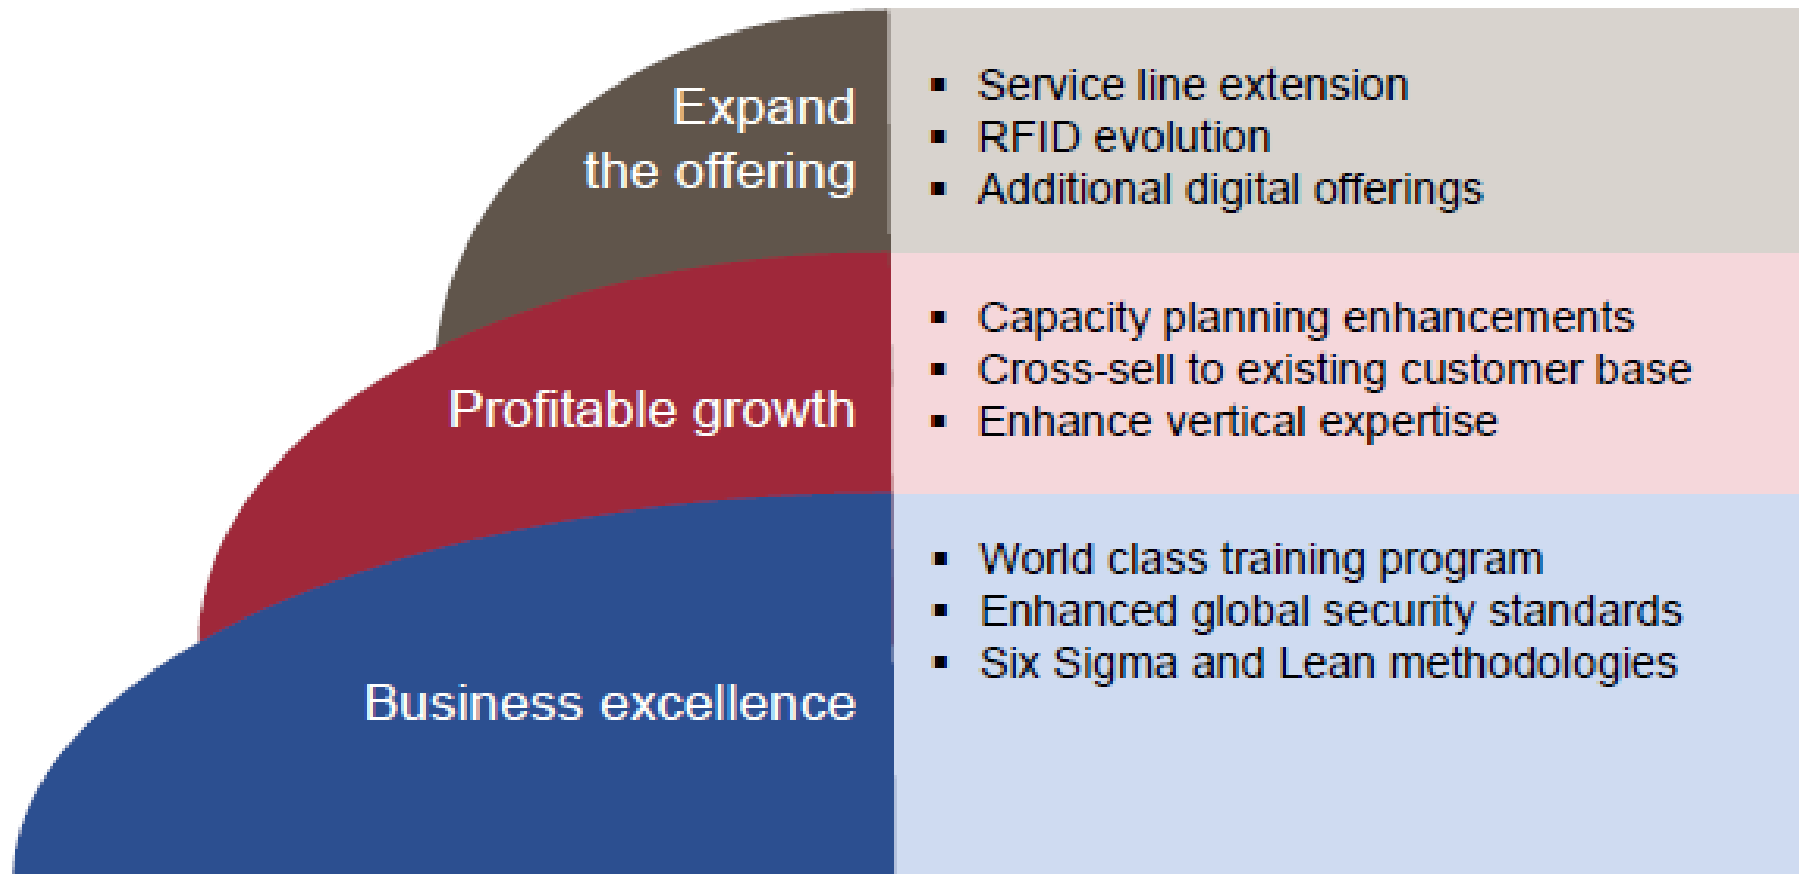 Expand
the offering
▪ Service line extension
▪ RFID evolution
▪ Additional digital offerings
Profitable growth
▪ Capacity planning enhancements
▪ Cross-sell to existing customer base
▪ Enhance vertical expertise
Business excellence
▪ World class training program
▪ Enhanced global security standards
▪ Six Sigma and Lean methodologies